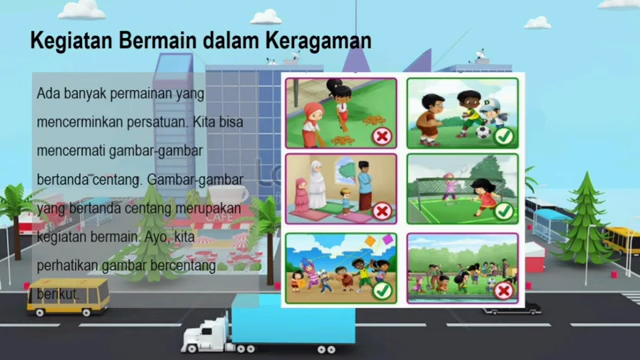 Kegiatan Bermain dalam Keragaman
Ada banyak permainan yang
mencerminkan persatuan. Kita bisa
mencermati gambar-gambar
bertanda centang. Gambar-gambar
yang bertanda centang merupakan
kegiatan bermain. Ayo, kita
perhatikan gambar bercentang
berikut.
CAFE